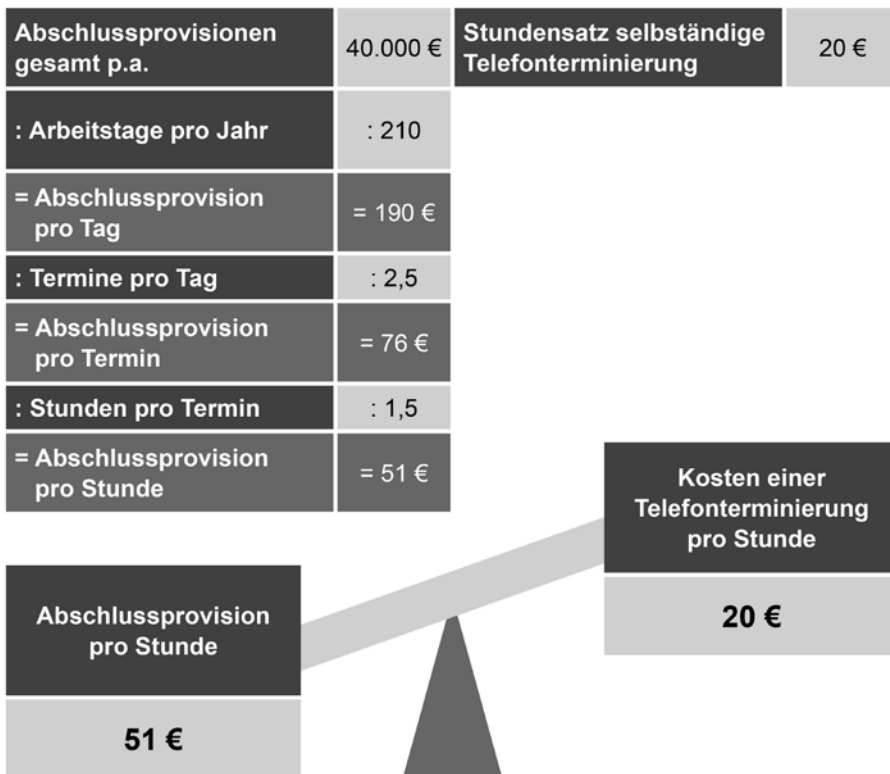 Abschlussprovisionen
gesamt p.a.
40.000 €
Stundensatz selbständige
Telefonterminierung
20 €
: Arbeitstage pro Jahr
: 210
= Abschlussprovision
pro Tag
= 190 €
: Termine pro Tag
: 2,5
= Abschlussprovision
pro Termin
= 76 €
: Stunden pro Termin
: 1,5
= Abschlussprovision
pro Stunde
= 51 €
Kosten einer
Telefonterminierung
pro Stunde
20 €
Abschlussprovision
pro Stunde
51 €